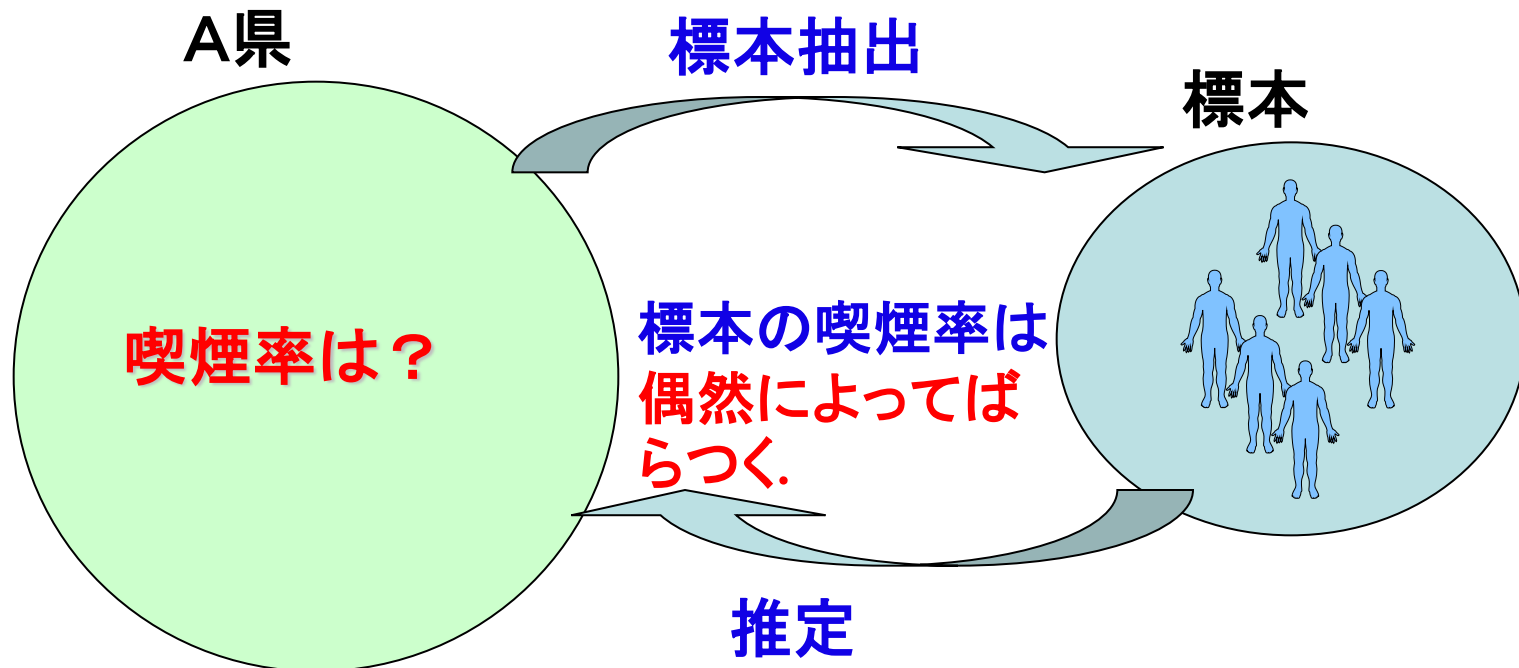 A県
標本抽出
標本
喫煙率は？
標本の喫煙率は
偶然によってば
らつく.
推定